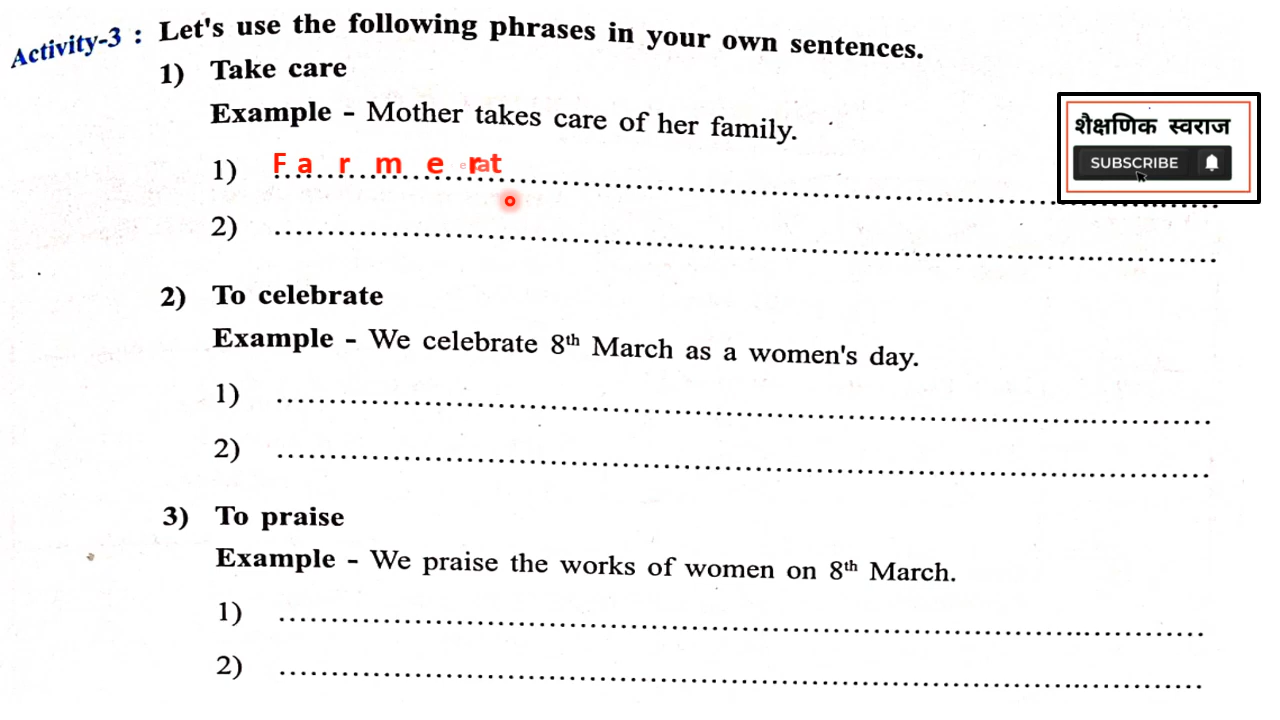 Activity-3 : Let's use the following phrases in your own sentences.
1) Take care
Example - Mother takes care of her family.
1) Farmer
2)
2) To celebrate
Example - We celebrate 8th March as a women's day.
1)
2)
3) To praise
Example - We praise the works of women on 8th March.
1)
2)
शैक्षणिक स्वराज
SUBSCRIBE